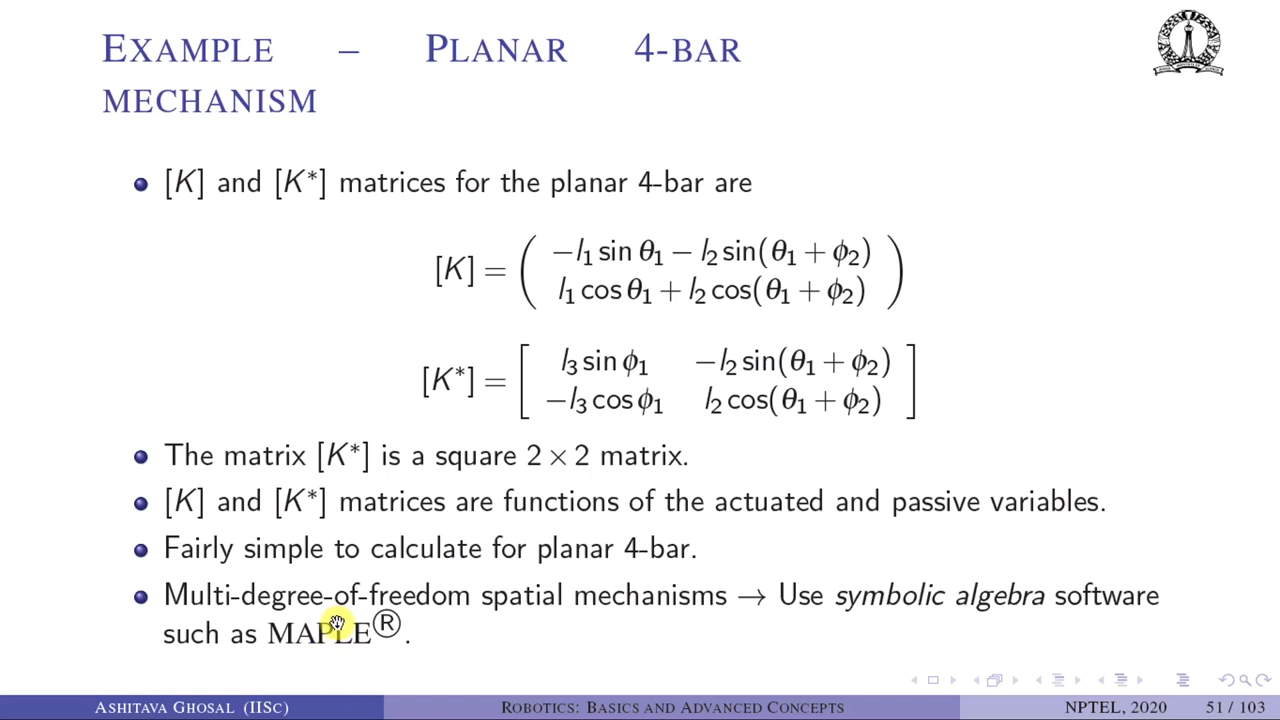 EXAMPLE – PLANAR 4-BAR
MECHANISM
[K] and [K*] matrices for the planar 4-bar are
[K] = ( −l₁ sin θ₁ − l₂ sin(θ₁ + ϕ₂)
l₁ cos θ₁ + l₂ cos(θ₁ + ϕ₂) )
[K*] = [ l₃ sin ϕ₁ −l₂ sin(θ₁ + ϕ₂)
−l₃ cos ϕ₁ l₂ cos(θ₁ + ϕ₂) ]
The matrix [K*] is a square 2 × 2 matrix.
[K] and [K*] matrices are functions of the actuated and passive variables.
Fairly simple to calculate for planar 4-bar.
Multi-degree-of-freedom spatial mechanisms → Use symbolic algebra software
such as MAPLE®.
ASHITAVA GHOSAL (IISC) ROBOTICS: BASICS AND ADVANCED CONCEPTS NPTEL, 2020 51 / 103